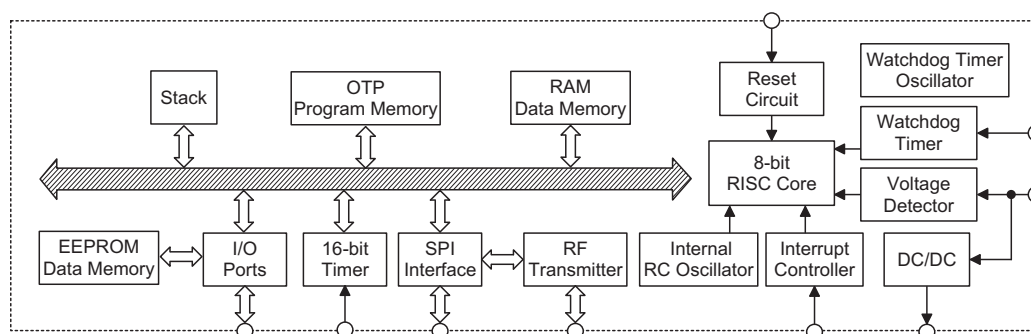 Stack
OTP
Program Memory
RAM
Data Memory
Reset
Circuit
Watchdog Timer
Oscillator
8-bit
RISC Core
Watchdog
Timer
Voltage
Detector
EEPROM
Data Memory
I/O
Ports
16-bit
Timer
SPI
Interface
RF
Transmitter
Internal
RC Oscillator
Interrupt
Controller
DC/DC